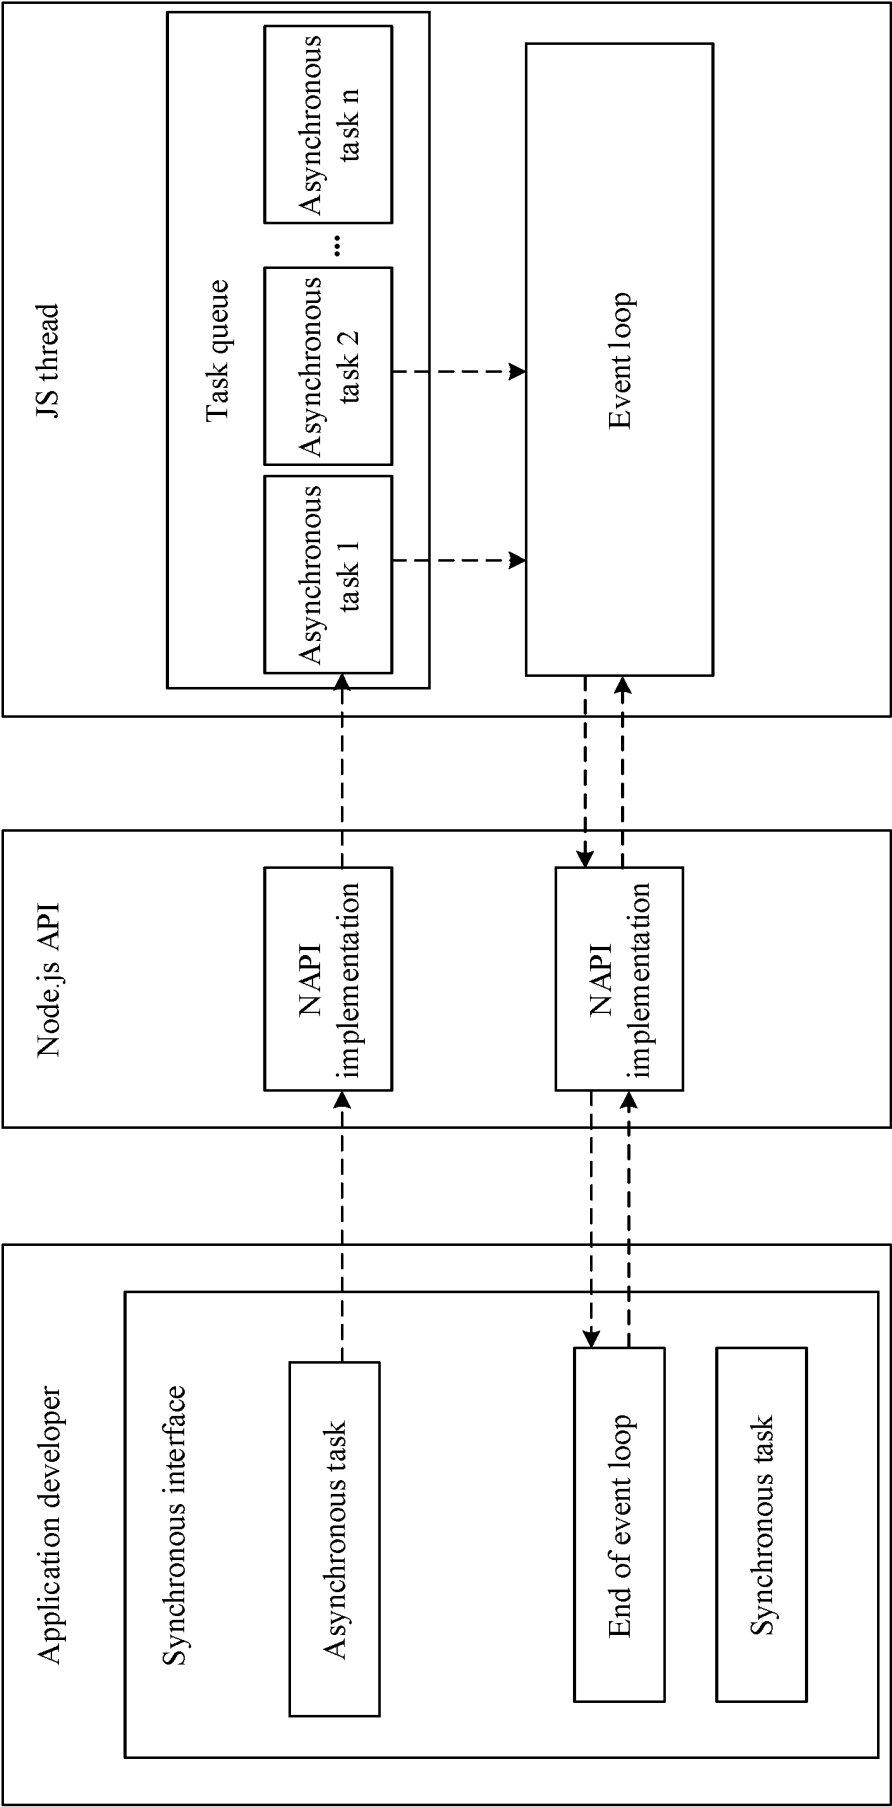 Application developer
Synchronous interface
Asynchronous task
End of event loop
Synchronous task
Node.js API
NAPI
implementation
NAPI
implementation
JS thread
Task queue
Asynchronous
task 1
Asynchronous
task 2
...
Asynchronous
task n
Event loop